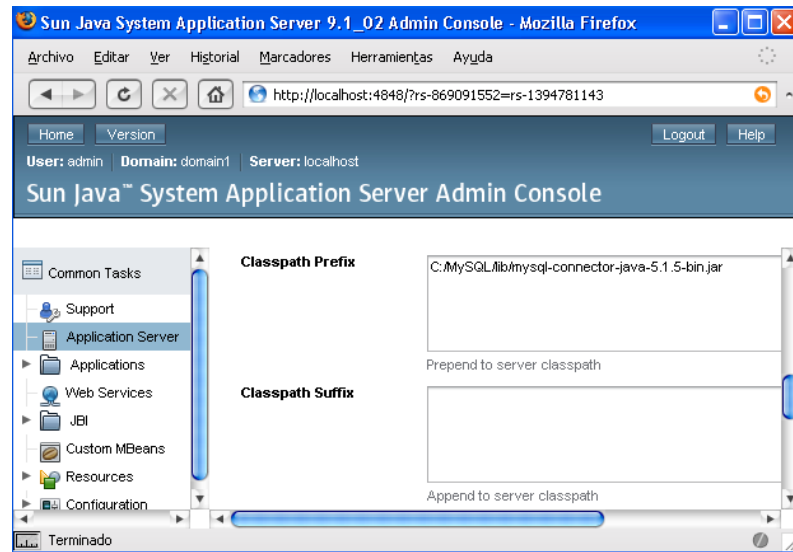 Sun Java System Application Server 9.1_02 Admin Console - Mozilla Firefox
Archivo Editar Ver Historial Marcadores Herramientas Ayuda
http://localhost:4848/?rs-869091552=rs-1394781143
Home Version Logout Help
User: admin Domain: domain1 Server: localhost
Sun Java™ System Application Server Admin Console
Common Tasks
Support
Application Server
Applications
Web Services
JBI
Custom MBeans
Resources
Configuration
Classpath Prefix
C:/MySQL/lib/mysql-connector-java-5.1.5-bin.jar
Prepend to server classpath
Classpath Suffix
Append to server classpath
Terminado